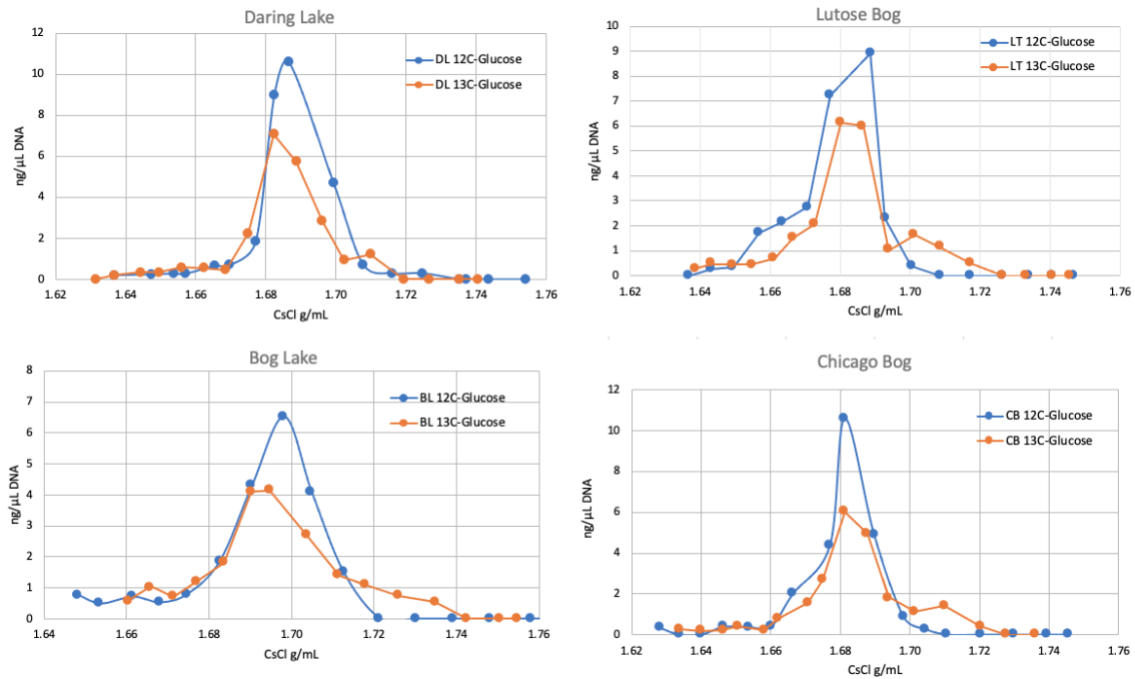 Daring Lake
12
10
8
6
4
2
0
ng/µL DNA
DL 12C-Glucose
DL 13C-Glucose
1.62 1.64 1.66 1.68 1.70 1.72 1.74 1.76
CsCl g/mL
Lutose Bog
10
9
8
7
6
5
4
3
2
1
0
ng/µL DNA
LT 12C-Glucose
LT 13C-Glucose
1.62 1.64 1.66 1.68 1.70 1.72 1.74 1.76
CsCl g/mL
Bog Lake
8
7
6
5
4
3
2
1
0
ng/µL DNA
BL 12C-Glucose
BL 13C-Glucose
1.64 1.66 1.68 1.70 1.72 1.74 1.76
CsCl g/mL
Chicago Bog
12
10
8
6
4
2
0
ng/µL DNA
CB 12C-Glucose
CB 13C-Glucose
1.62 1.64 1.66 1.68 1.70 1.72 1.74 1.76
CsCl g/mL